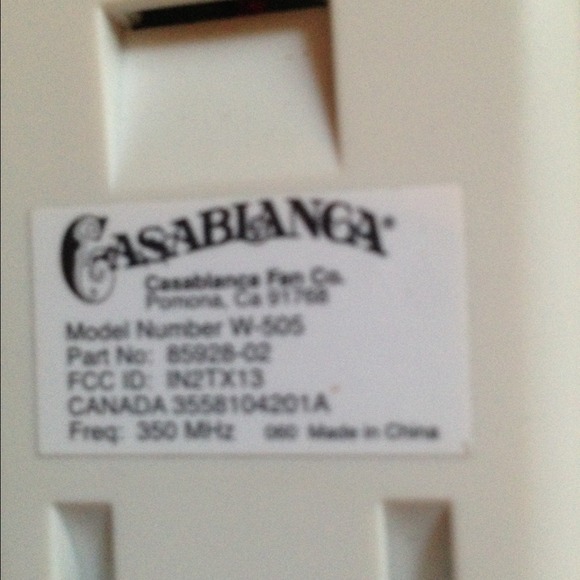 CASABLANCA®
Casablanca Fan Co.
Pomona, Ca 91768
Model Number W-505
Part No: 85928-02
FCC ID: IN2TX13
CANADA 3558104201A
Freq: 350 MHz 060 Made in China